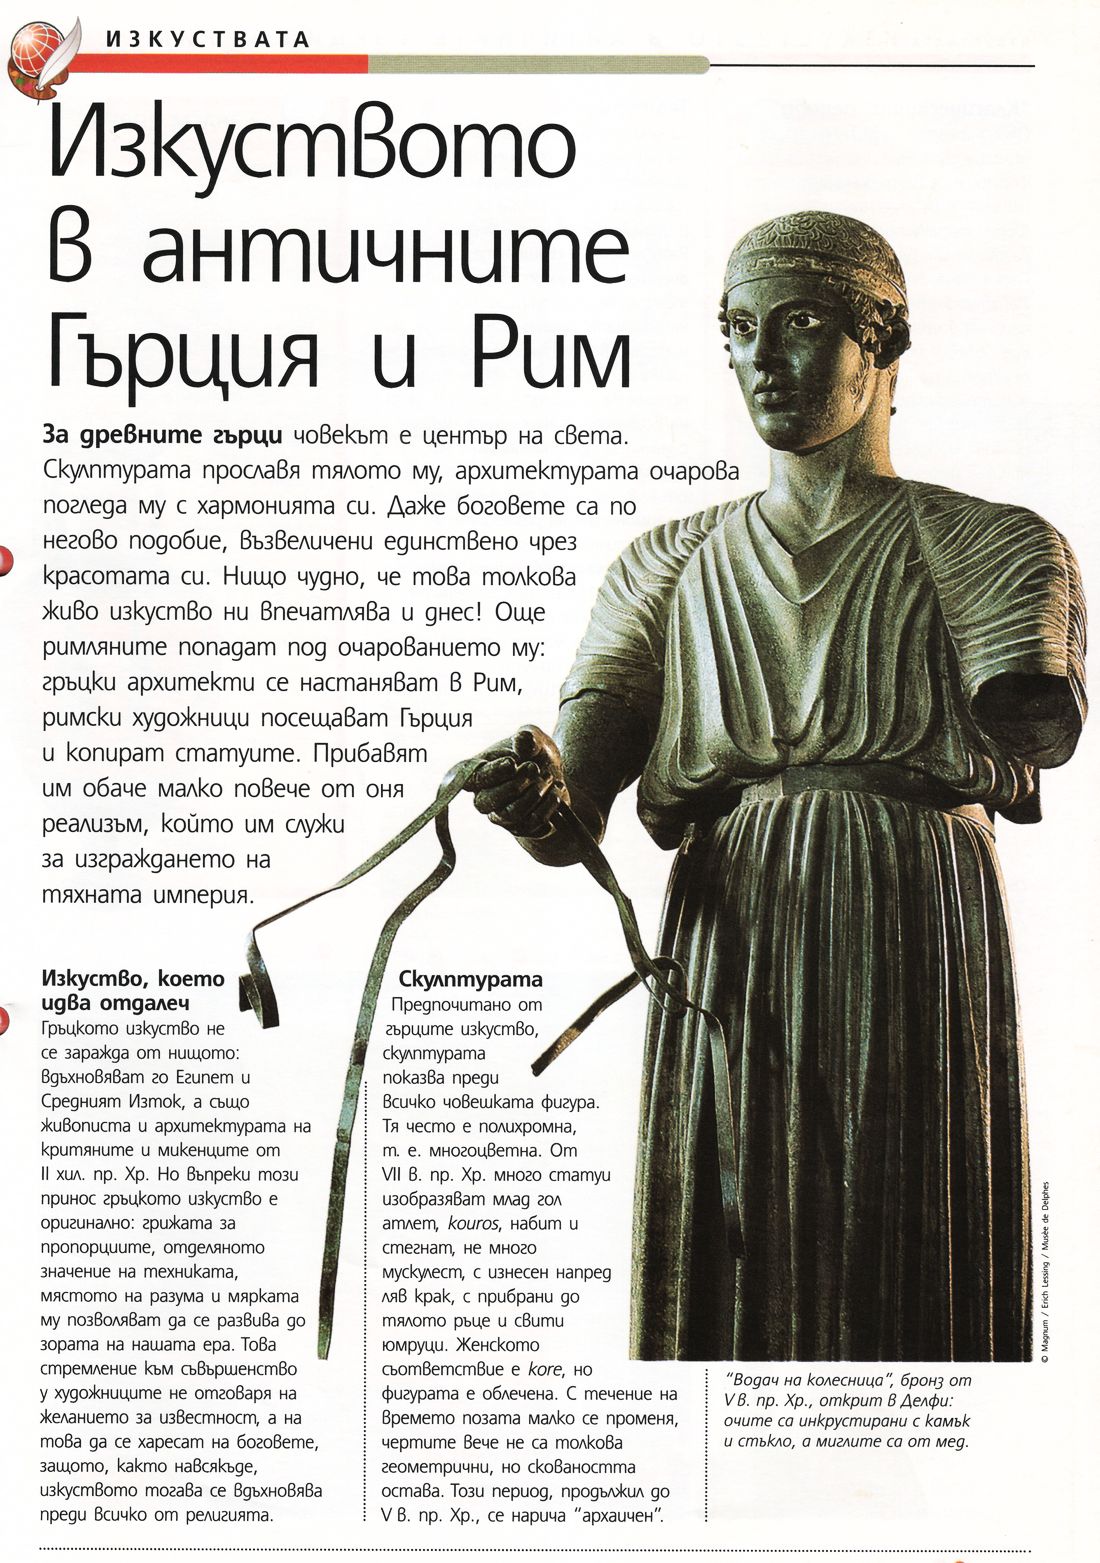 ИЗКУСТВАТА
Изкуството
в античните
Гърция и Рим
За древните гърци човекът е център на света.
Скулптурата прославя тялото му, архитектурата очарова
погледа му с хармонията си. Даже боговете са по
негово подобие, възвеличени единствено чрез
красотата си. Нищо чудно, че това толкова
живо изкуство ни впечатлява и днес! Още
римляните попадат под очарованието му:
гръцки архитекти се настаняват в Рим,
римски художници посещават Гърция
и копират статуите. Прибавят
им обаче малко повече от оня
реализъм, който им служи
за изграждането на
тяхната империя.
Изкуство, което
идва отдалеч
Гръцкото изкуство не
се заражда от нищото:
вдъхновяват го Египет и
Средният Изток, а също
живописта и архитектурата на
критяните и микенците от
II хил. пр. Хр. Но въпреки този
принос гръцкото изкуство е
оригинално: грижата за
пропорциите, отделяното
значение на техниката,
мястото на разума и мярката
му позволяват да се развива до
зората на нашата ера. Това
стремление към съвършенство
у художниците не отговаря на
желанието за известност, а на
това да се харесат на боговете,
защото, както навсякъде,
изкуството тогава се вдъхновява
преди всичко от религията.
Скулптурата
Предпочитано от
гърците изкуство,
скулптурата
показва преди
всичко човешката фигура.
Тя често е полихромна,
т. е. многоцветна. От
VII в. пр. Хр. много статуи
изобразяват млад гол
атлет, kouros, набит и
стегнат, не много
мускулест, с изнесен напред
ляв крак, с прибрани до
тялото ръце и свити
юмруци. Женското
съответствие е kore, но
фигурата е облечена. С течение на
времето позата малко се променя,
чертите вече не са толкова
геометрични, но сковаността
остава. Този период, продължил до
V в. пр. Хр., се нарича "архаичен".
"Водач на колесница", бронз от
V в. пр. Хр., открит в Делфи:
очите са инкрустирани с камък
и стъкло, а миглите са от мед.
© Magnum / Erich Lessing / Musée de Delphes